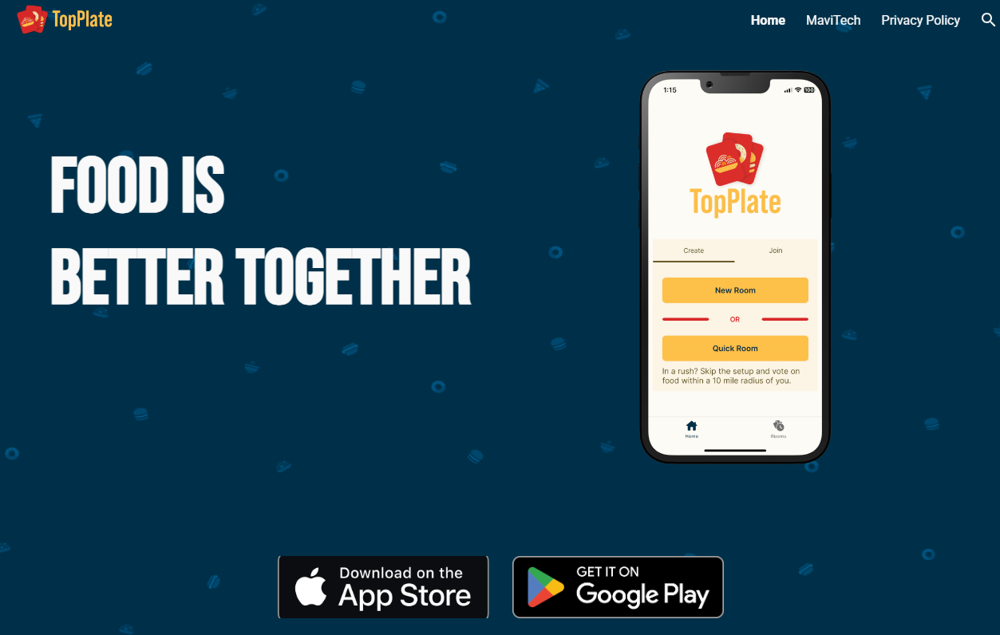 TopPlate
Home MaviTech Privacy Policy
FOOD IS
BETTER TOGETHER
1:15
100
TopPlate
Create Join
New Room
OR
Quick Room
In a rush? Skip the setup and vote on
food within a 10 mile radius of you.
Home Rooms
Download on the
App Store
GET IT ON
Google Play